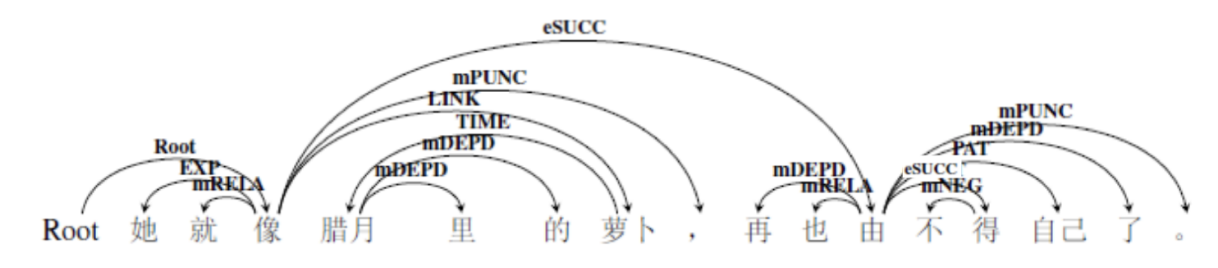 eSUCC
mPUNC
LINK
TIME
mDEPD
mDEPD
Root
EXP
mRELA
mPUNC
mDEPD
PAT
eSUCC
mNEG
mDEPD
mRELA
Root 她 就 像 腊月 里 的 萝卜 ， 再 也 由 不 得 自己 了 。